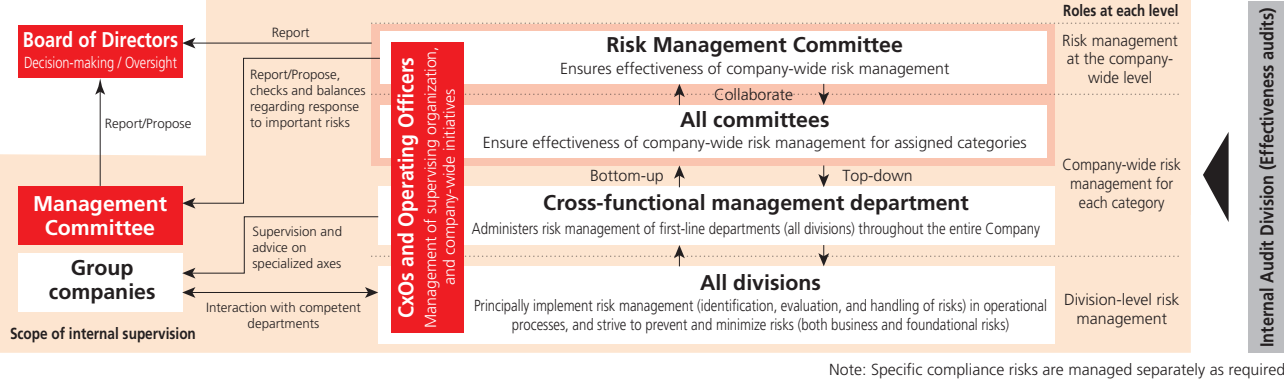 Roles at each level
Board of Directors
Decision-making / Oversight
Report
Risk Management Committee
Ensures effectiveness of company-wide risk management
Risk management
at the company-
wide level
Report/Propose,
checks and balances
regarding response
to important risks
Report/Propose
Collaborate
All committees
Ensure effectiveness of company-wide risk management for assigned categories
Bottom-up
Top-down
Company-wide risk
management for
each category
Management
Committee
Cross-functional management department
Administers risk management of first-line departments (all divisions) throughout the entire Company
Supervision and
advice on
specialized axes
Group
companies
Interaction with competent
departments
All divisions
Principally implement risk management (identification, evaluation, and handling of risks) in operational
processes, and strive to prevent and minimize risks (both business and foundational risks)
Division-level risk
management
Scope of internal supervision
CxOs and Operating Officers
Management of supervising organization,
and company-wide initiatives
Internal Audit Division (Effectiveness audits)
Note: Specific compliance risks are managed separately as required